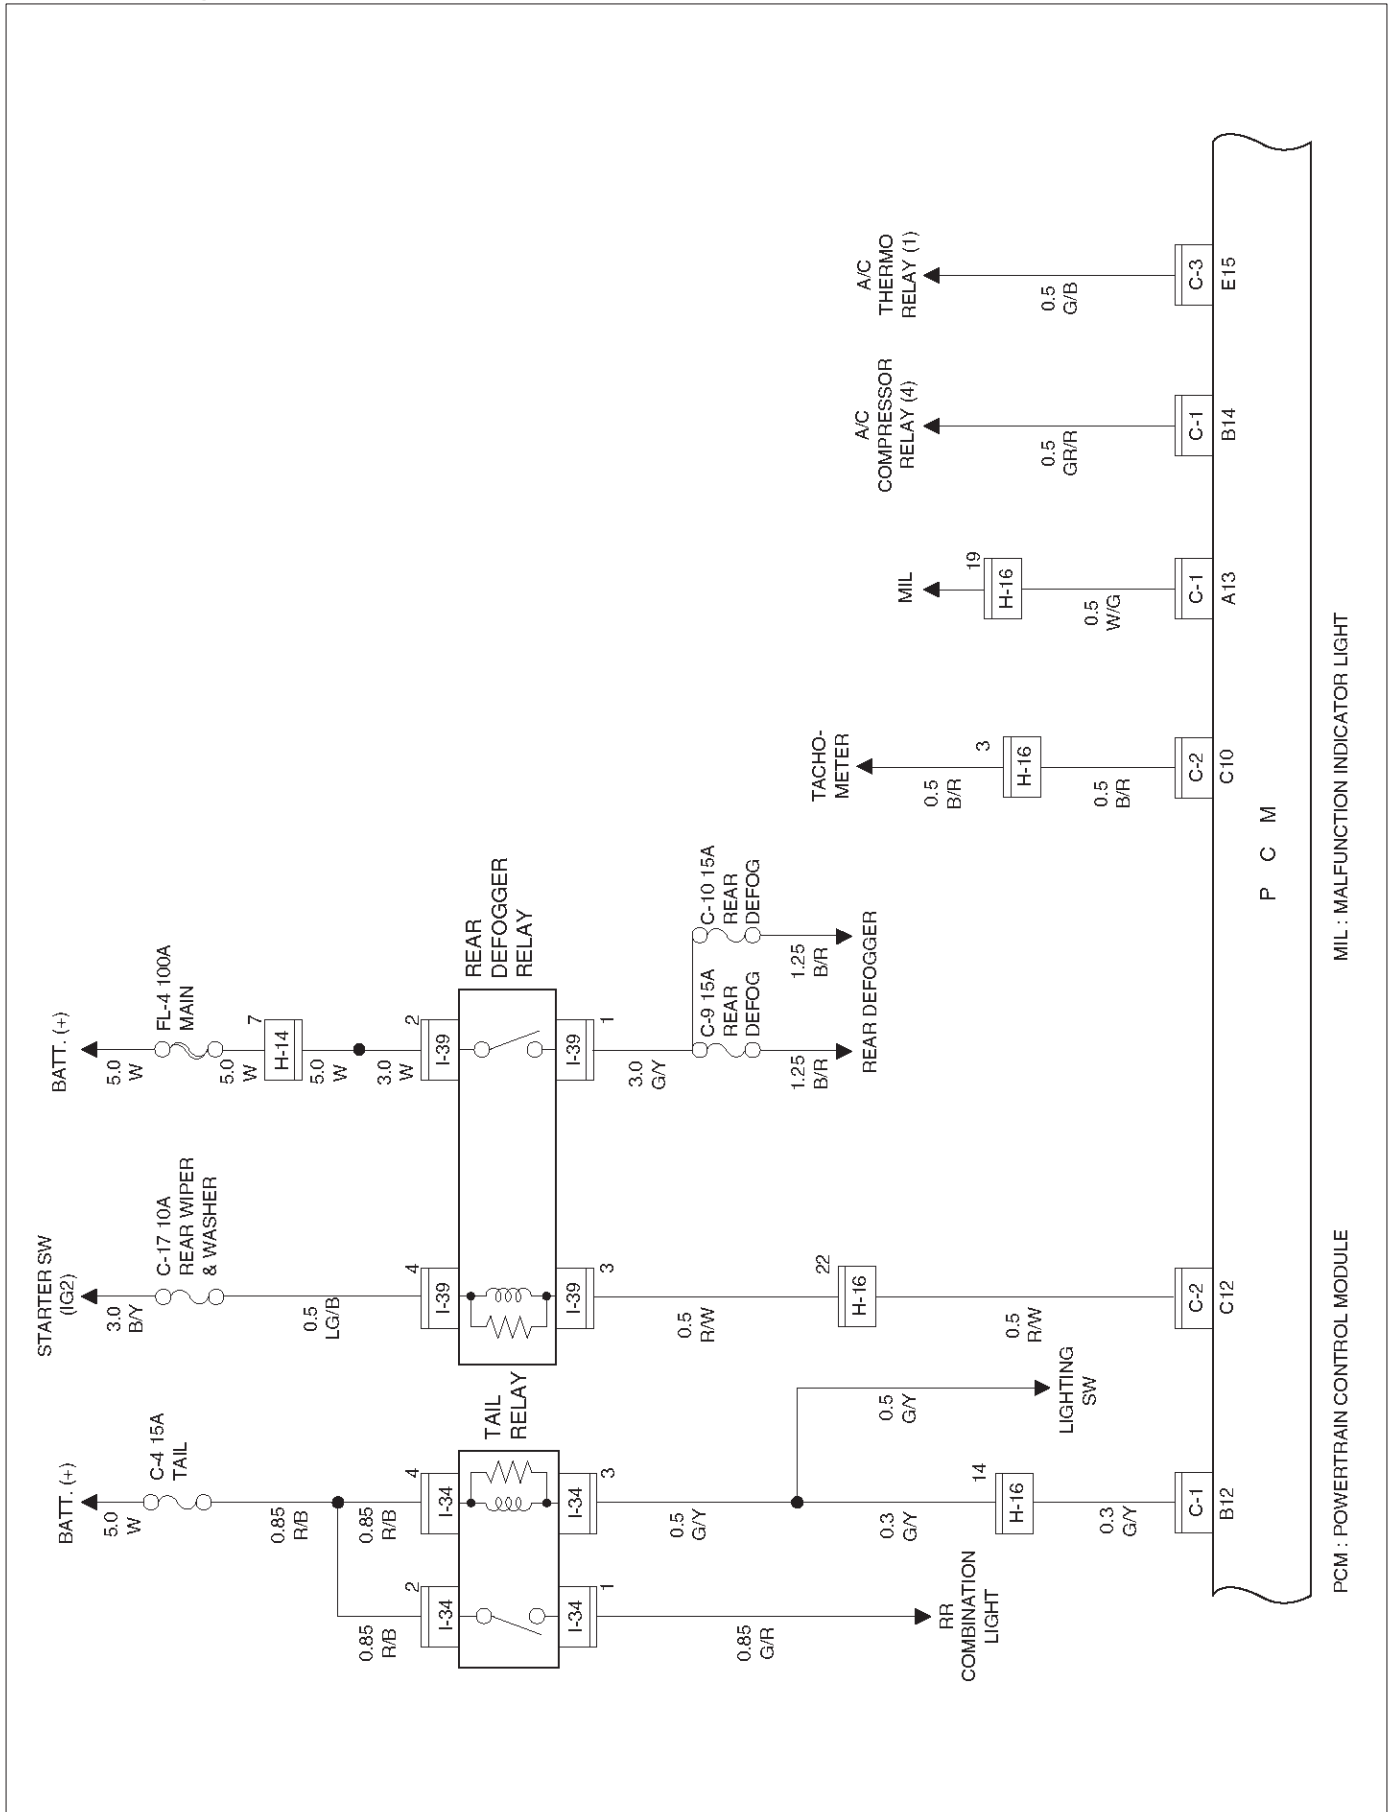 BATT. (+)
5.0
W
C-4 15A
TAIL
0.85
R/B
0.85
R/B
0.85
R/B
2
I-34
4
I-34
TAIL
RELAY
1
I-34
3
I-34
0.85
G/R
RR
COMBINATION
LIGHT
0.5
G/Y
0.5
G/Y
LIGHTING
SW
0.3
G/Y
14
H-16
0.3
G/Y
C-1
B12
STARTER SW
(IG2)
3.0
B/Y
C-17 10A
REAR WIPER
& WASHER
0.5
LG/B
4
I-39
3
I-39
0.5
R/W
22
H-16
0.5
R/W
C-2
C12
BATT. (+)
5.0
W
FL-4 100A
MAIN
5.0
W
7
H-14
5.0
W
3.0
W
2
I-39
REAR
DEFOGGER
RELAY
1
I-39
3.0
G/Y
C-9 15A
REAR
DEFOG
C-10 15A
REAR
DEFOG
1.25
B/R
1.25
B/R
REAR DEFOGGER
TACHO-
METER
0.5
B/R
3
H-16
0.5
B/R
C-2
C10
MIL
19
H-16
0.5
W/G
C-1
A13
A/C
COMPRESSOR
RELAY (4)
0.5
GR/R
C-1
B14
A/C
THERMO
RELAY (1)
0.5
G/B
C-3
E15
P C M
PCM : POWERTRAIN CONTROL MODULE
MIL : MALFUNCTION INDICATOR LIGHT